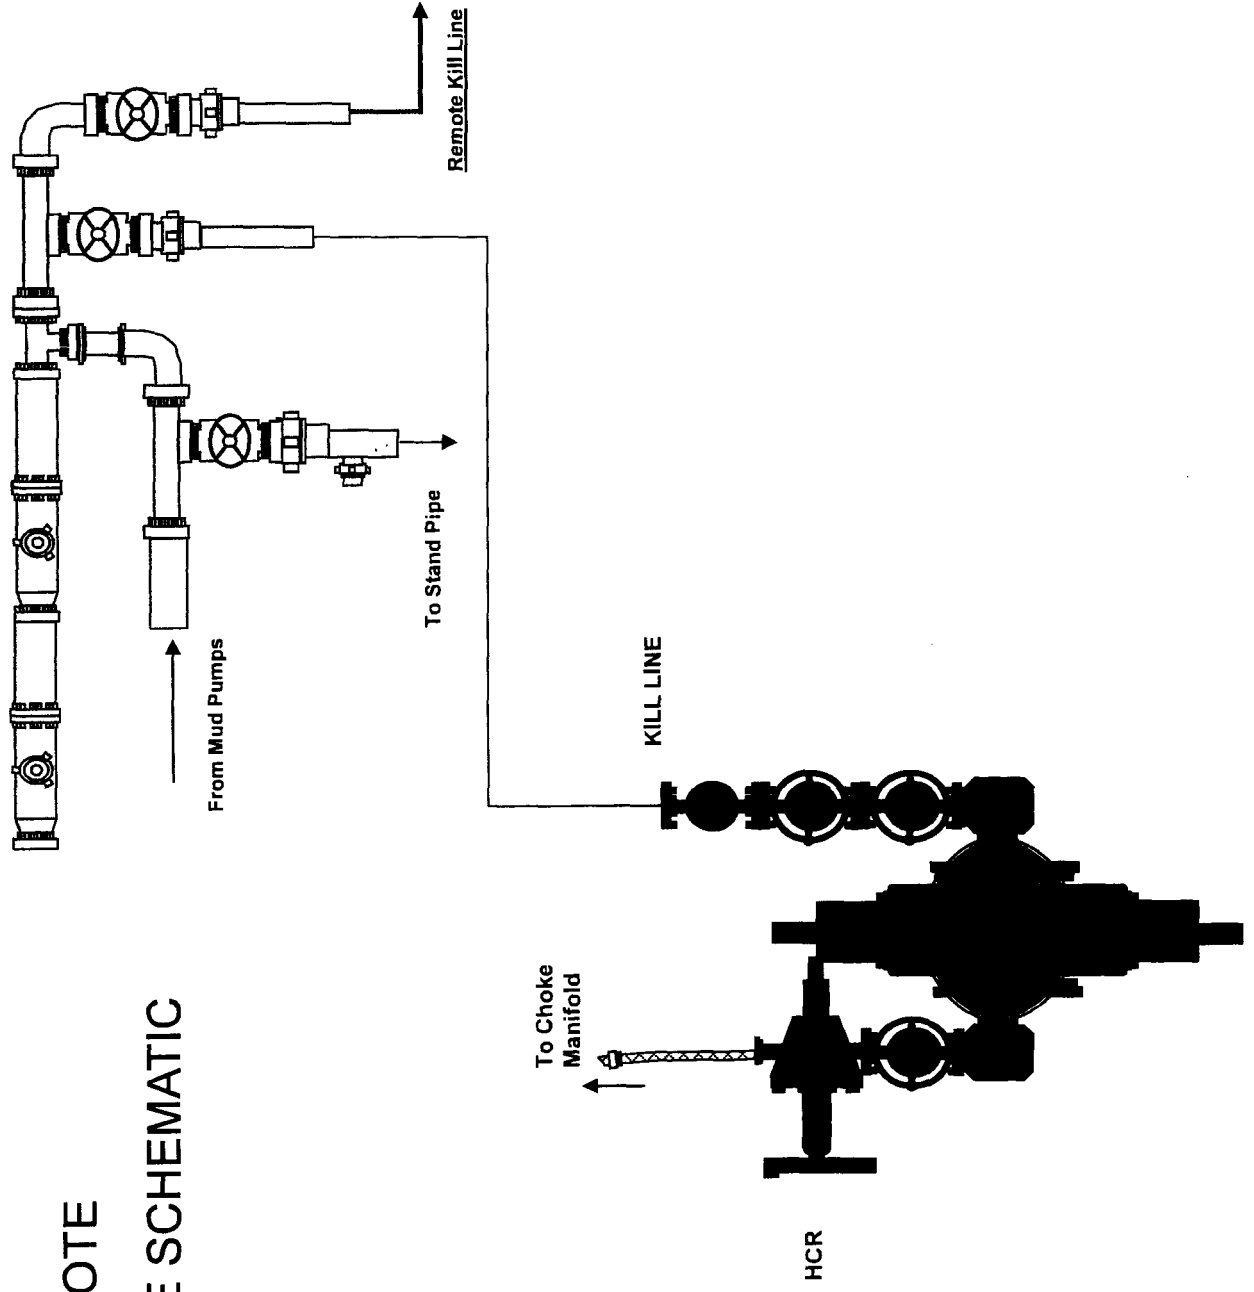 OTE
E SCHEMATIC
From Mud Pumps
To Stand Pipe
Remote Kill Line
KILL LINE
To Choke
Manifold
HCR